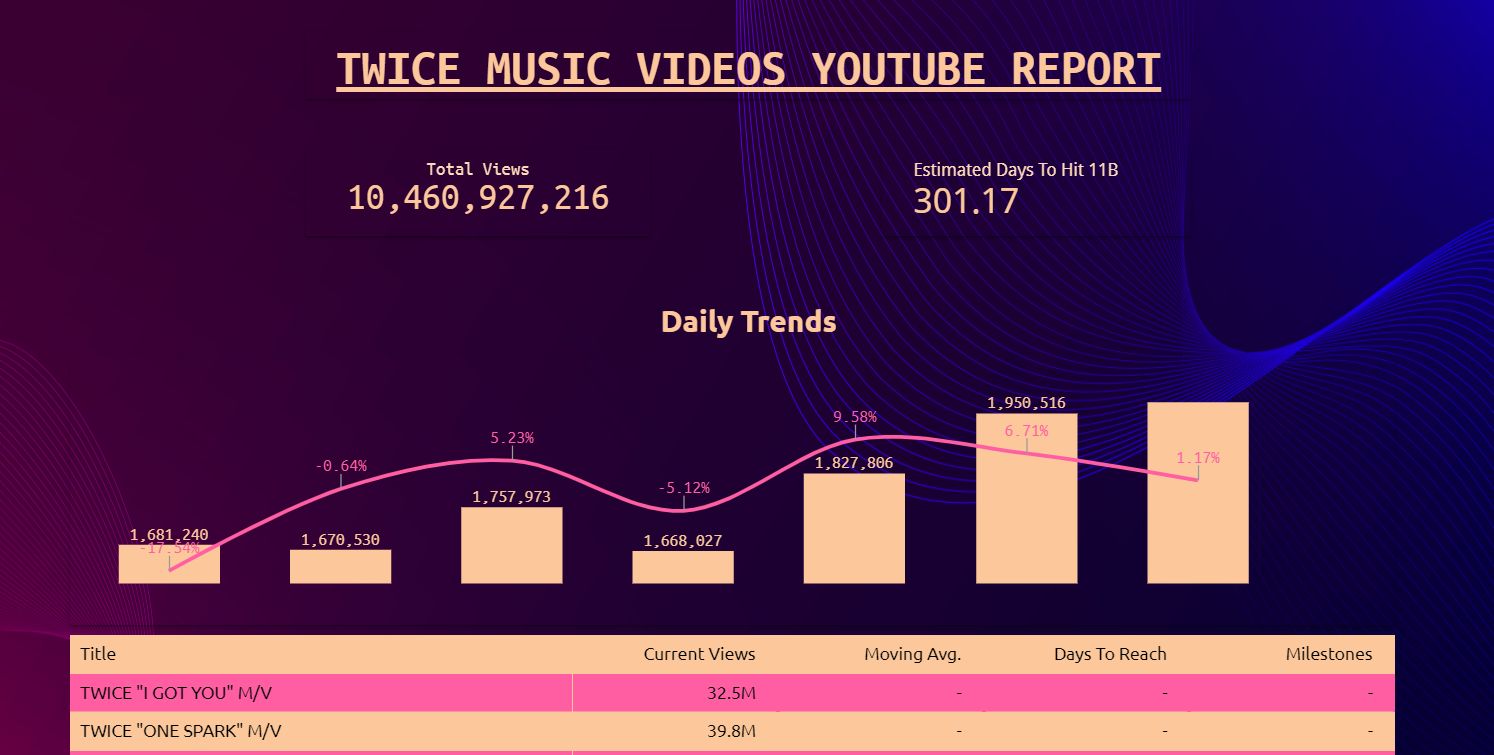 TWICE MUSIC VIDEOS YOUTUBE REPORT
Total Views
10,460,927,216
Estimated Days To Hit 11B
301.17
Daily Trends
1,681,240
-17.54%
1,670,530
-0.64%
1,757,973
5.23%
1,668,027
-5.12%
1,827,806
9.58%
1,950,516
6.71%
1.17%
Title Current Views Moving Avg. Days To Reach Milestones
TWICE "I GOT YOU" M/V 32.5M - - -
TWICE "ONE SPARK" M/V 39.8M - - -